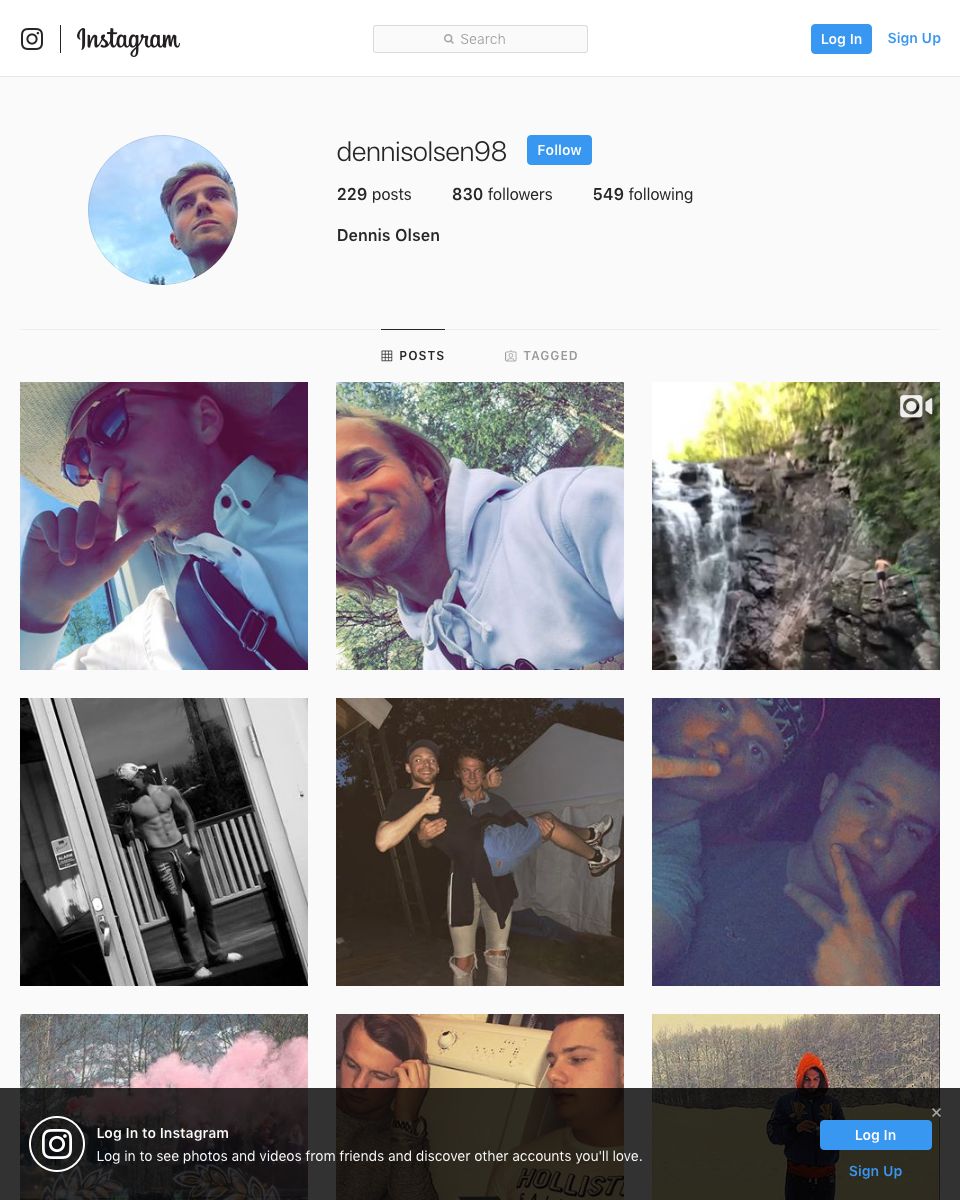 Instagram
Search
Log In
Sign Up
dennisolsen98
Follow
229 posts
830 followers
549 following
Dennis Olsen
POSTS
TAGGED
Log In to Instagram
Log in to see photos and videos from friends and discover other accounts you'll love.
×
Log In
Sign Up